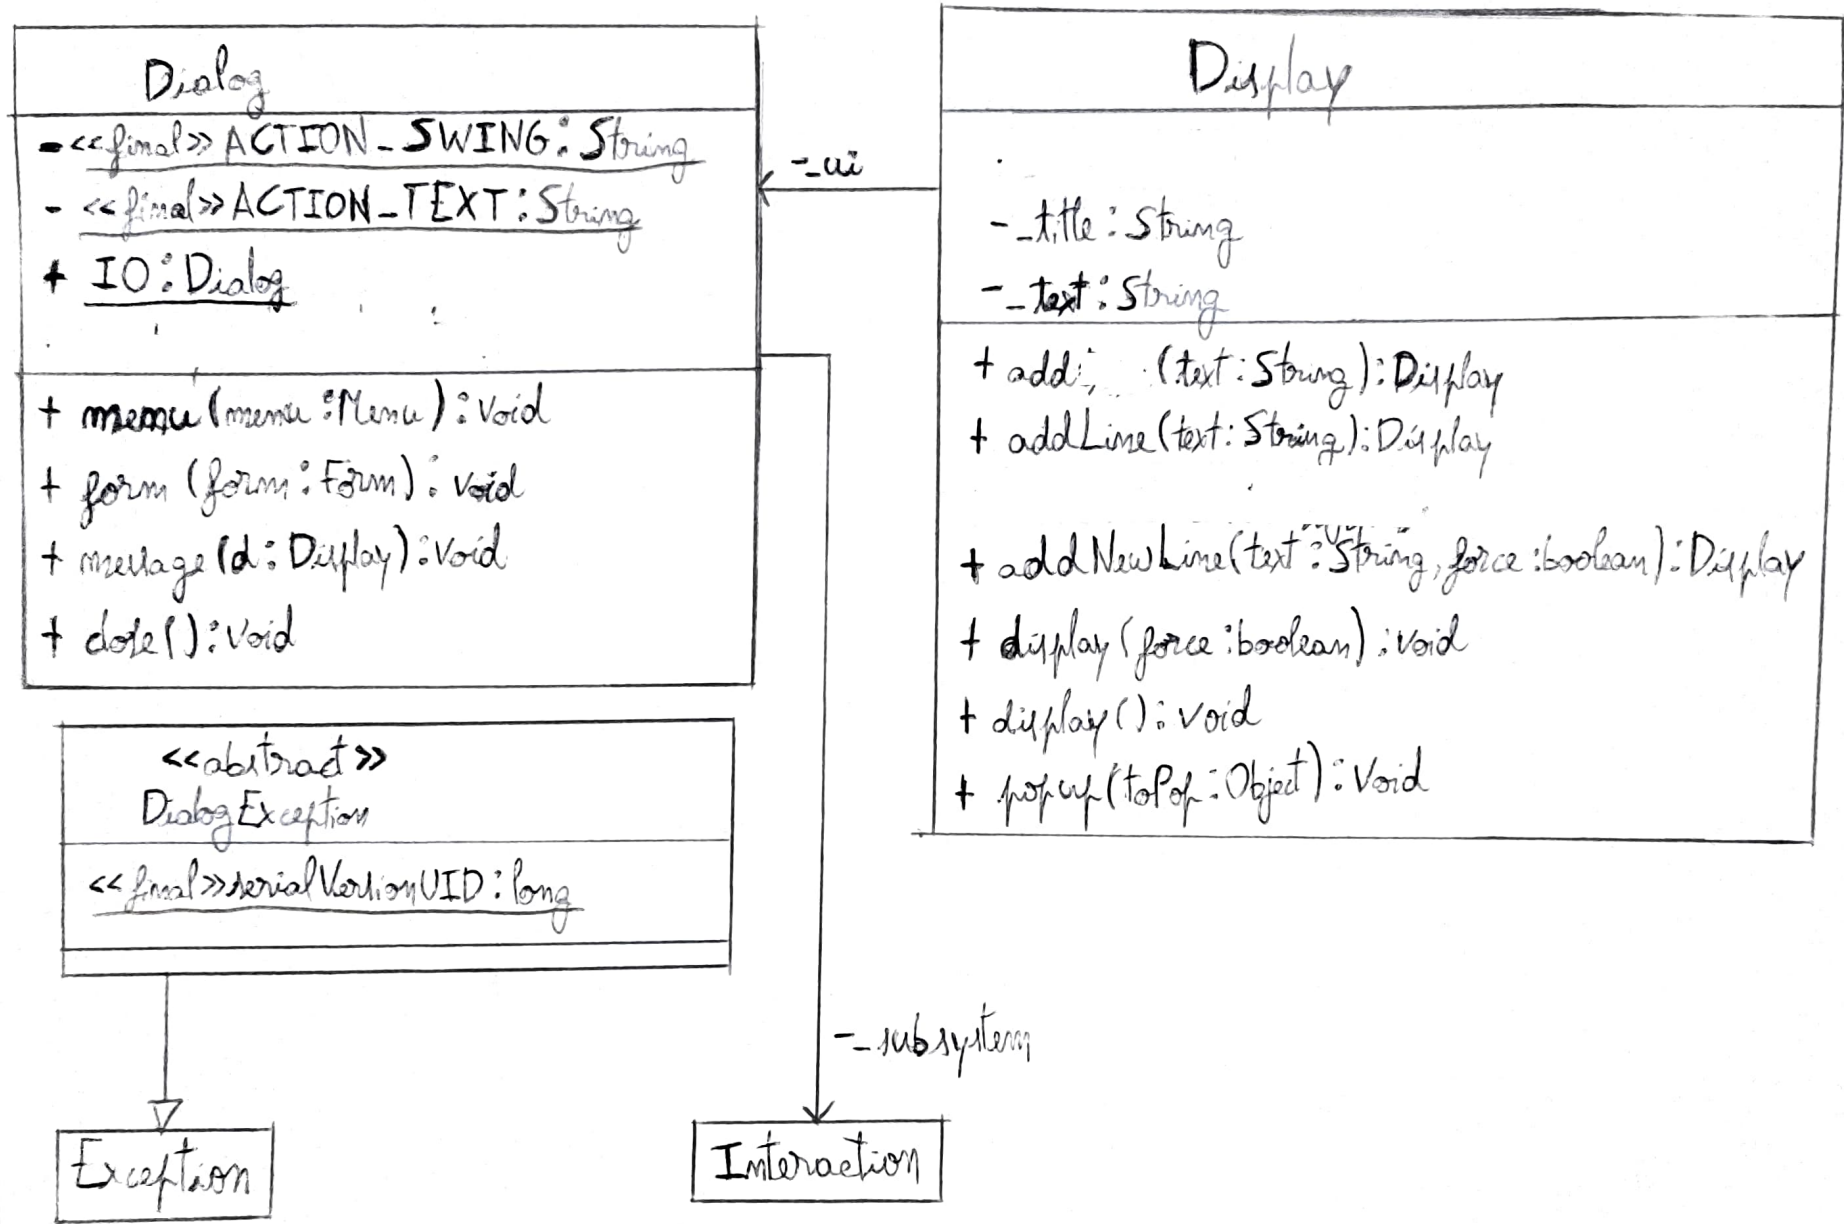 Dialog
- <<final>> ACTION_SWING : String
- <<final>> ACTION_TEXT : String
+ IO : Dialog
+ menu (menu : Menu) : void
+ form (form : Form) : void
+ message (d : Display) : void
+ close () : void
- _ui
Display
- _title : String
- _text : String
+ add (text : String) : Display
+ addLine (text : String) : Display
+ addNewLine (text : String, force : boolean) : Display
+ display (force : boolean) : void
+ display () : void
+ popup (toPop : Object) : void
<<abstract>>
DialogException
<<final>> serialVersionUID : long
- _subsystem
Exception
Interaction